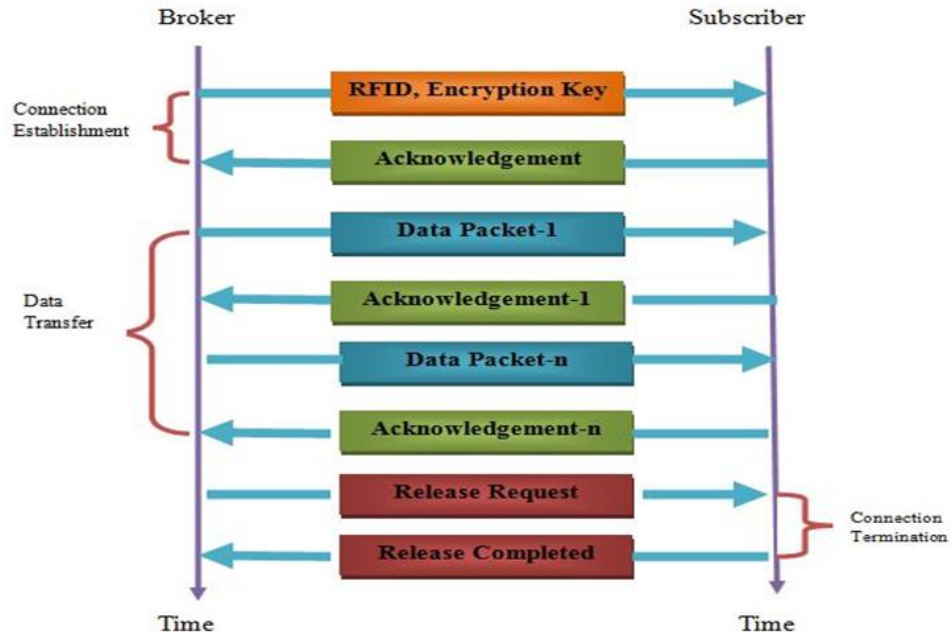 Broker
Subscriber
RFID, Encryption Key
Connection
Establishment
Acknowledgement
Data Packet-1
Acknowledgement-1
Data
Transfer
Data Packet-n
Acknowledgement-n
Release Request
Connection
Termination
Release Completed
Time
Time